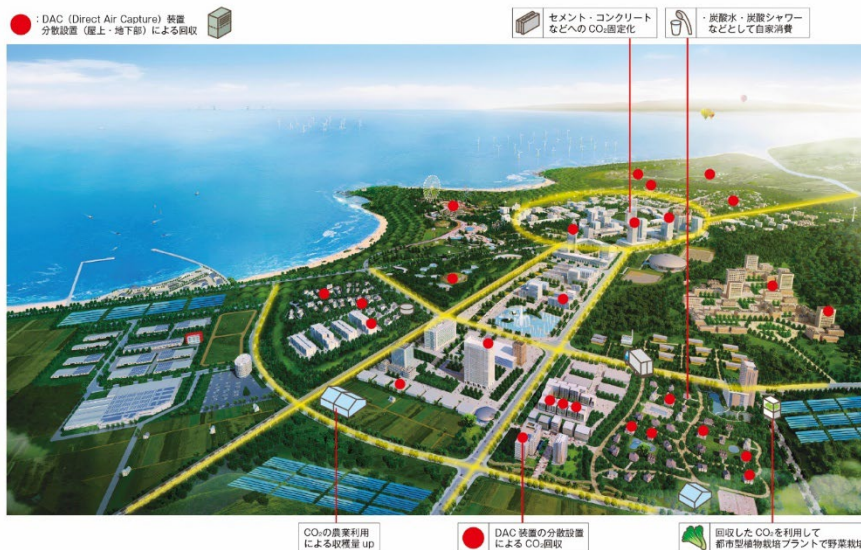 ：DAC（Direct Air Capture）装置
分散設置（屋上・地下部）による回収
セメント・コンクリート
などへの CO₂固定化
・炭酸水・炭酸シャワー
などとして自家消費
CO₂の農業利用
による収穫量 up
DAC 装置の分散設置
による CO₂回収
回収した CO₂を利用して
都市型植物栽培プラントで野菜栽培